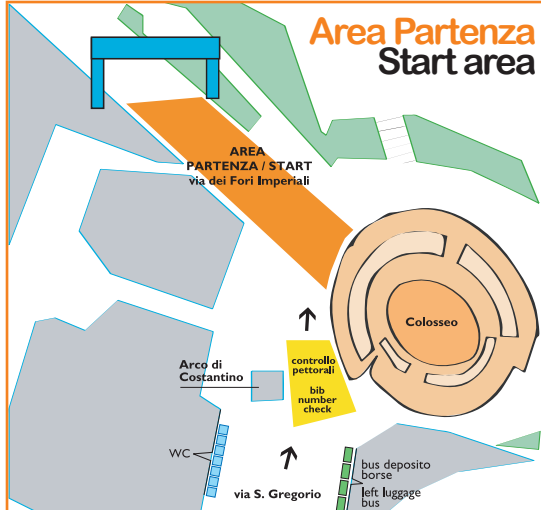 Area Partenza
Start area
AREA
PARTENZA / START
via dei Fori Imperiali
Colosseo
controllo
pettorali
bib
number
check
Arco di
Costantino
WC
via S. Gregorio
bus deposito
borse
left luggage
bus